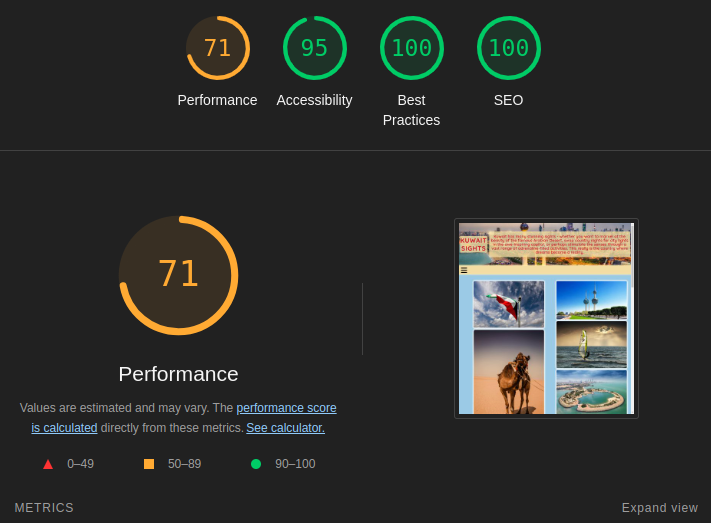 71
95
100
100
Performance
Accessibility
Best
Practices
SEO
71
Performance
Values are estimated and may vary. The performance score
is calculated directly from these metrics. See calculator.
0–49
50–89
90–100
KUWAIT
SIGHTS
METRICS
Expand view